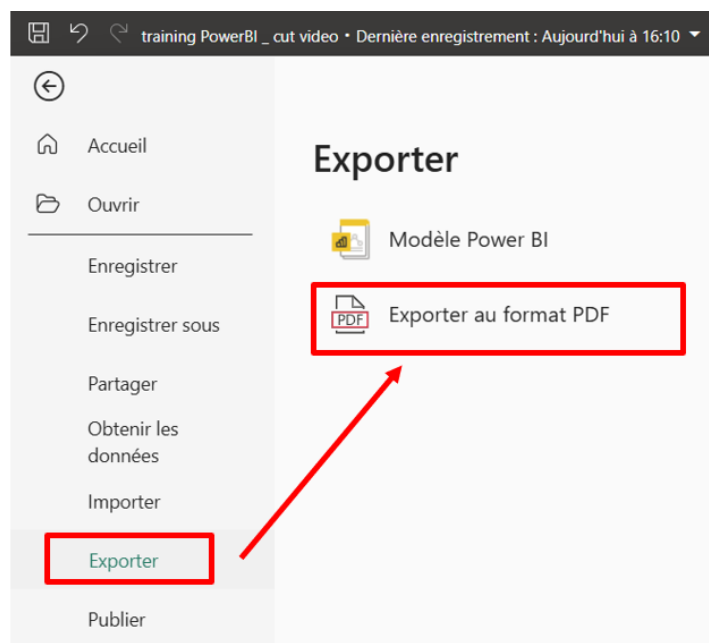 training PowerBI _ cut video • Dernière enregistrement : Aujourd'hui à 16:10
Accueil
Ouvrir
Enregistrer
Enregistrer sous
Partager
Obtenir les
données
Importer
Exporter
Publier
Exporter
Modèle Power BI
PDF
Exporter au format PDF